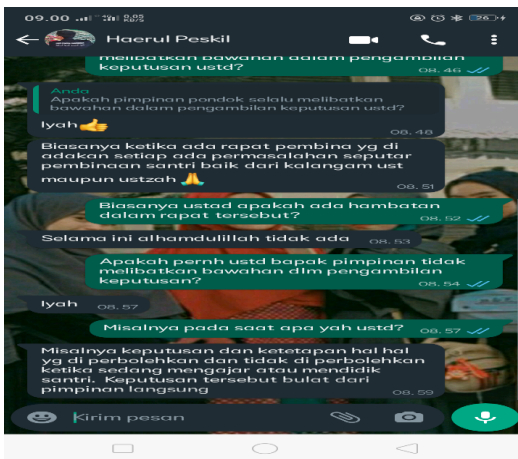 09.00
0,05 KB/S
26
Haerul Peskil
melibatkan bawahan dalam pengambilan
keputusan ustd?
08.46
Anda
Apakah pimpinan pondok selalu melibatkan
bawahan dalam pengambilan keputusan ustd?
Iyah👍
08.48
Biasanya ketika ada rapat pembina yg di
adakan setiap ada permasalahan seputar
pembinaan santri baik dari kalangam ust
maupun ustzah 🙏
08.51
Biasanya ustad apakah ada hambatan
dalam rapat tersebut?
08.52
Selama ini alhamdulillah tidak ada
08.53
Apakah pernh ustd bapak pimpinan tidak
melibatkan bawahan dlm pengambilan
keputusan?
08.54
Iyah
08.57
Misalnya pada saat apa yah ustd?
08.57
Misalnya keputusan dan ketetapan hal hal
yg di perbolehkan dan tidak di perbolehkan
ketika sedang mengajar atau mendidik
santri. Keputusan tersebut bulat dari
pimpinan langsung
08.59
Kirim pesan